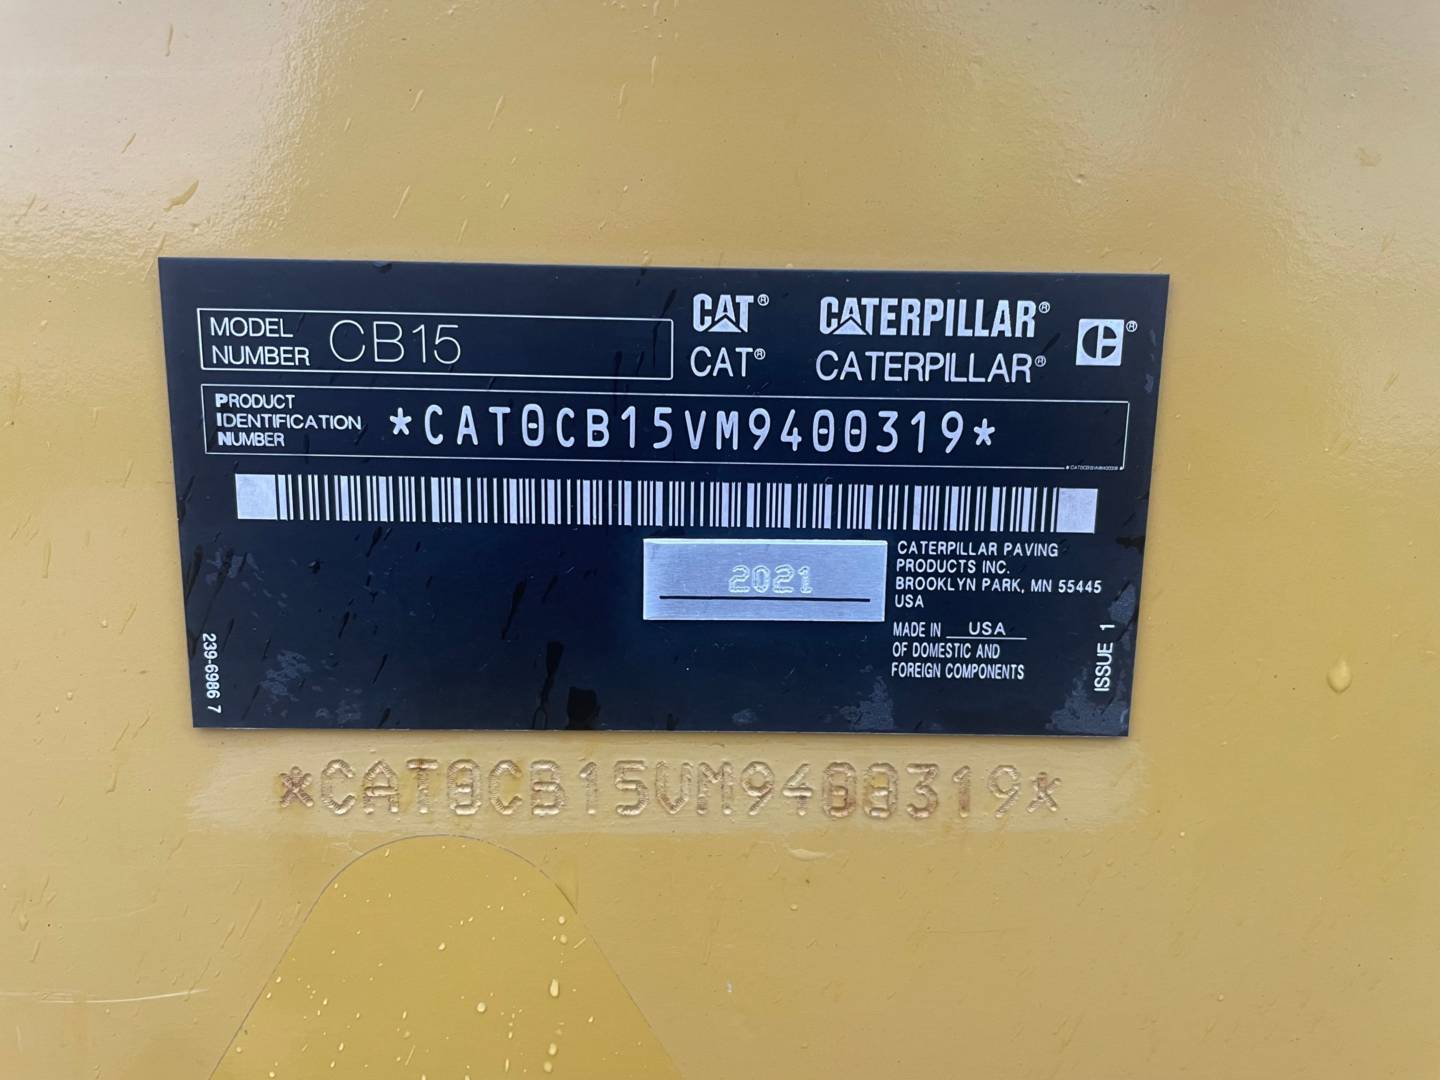 MODEL NUMBER CB15
CAT® CATERPILLAR® C®
CAT® CATERPILLAR®
PRODUCT IDENTIFICATION NUMBER *CAT0CB15VM9400319*
*CAT0CB15VM9400319*
2021
CATERPILLAR PAVING
PRODUCTS INC.
BROOKLYN PARK, MN 55445
USA
MADE IN USA
OF DOMESTIC AND
FOREIGN COMPONENTS
239-6986 7
ISSUE 1
*CAT0CB15VM9400319*